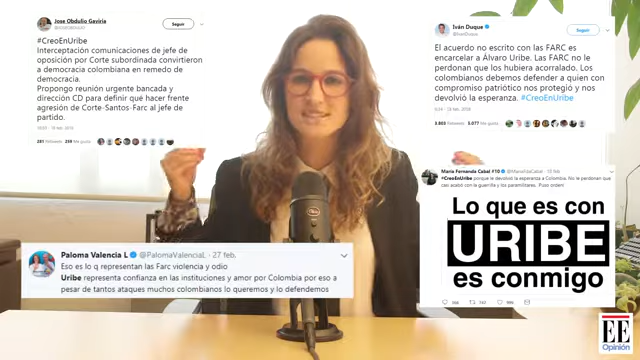 Jose Obdulio Gaviria
Seguir
#CreoEnUribe
Interceptación comunicaciones de jefe de
oposición por Corte subordinada convirtieron
a democracia colombiana en remedo de
democracia.
Propongo reunión urgente bancada y
dirección CD para definir qué hacer frente
agresión de Corte-Santos-Farc al jefe de
partido.
Iván Duque
@IvanDuque
Seguir
El acuerdo no escrito con las FARC es
encarcelar a Álvaro Uribe. Las FARC no le
perdonan que los hubiera acorralado. Los
colombianos debemos defender a quien con
compromiso patriótico nos protegió y nos
devolvió la esperanza. #CreoEnUribe
María Fernanda Cabal #10
#CreoEnUribe porque le devolvió la esperanza a Colombia. No le perdonan que
casi acabó con la guerrilla y los paramilitares. Puso orden!
Lo que es con
URIBE
es conmigo
Paloma Valencia L @PalomaValenciaL · 27 feb.
Eso es lo q representan las Farc violencia y odio
Uribe representa confianza en las instituciones y amor por Colombia por eso a
pesar de tantos ataques muchos colombianos lo queremos y lo defendemos
EE
Opinión